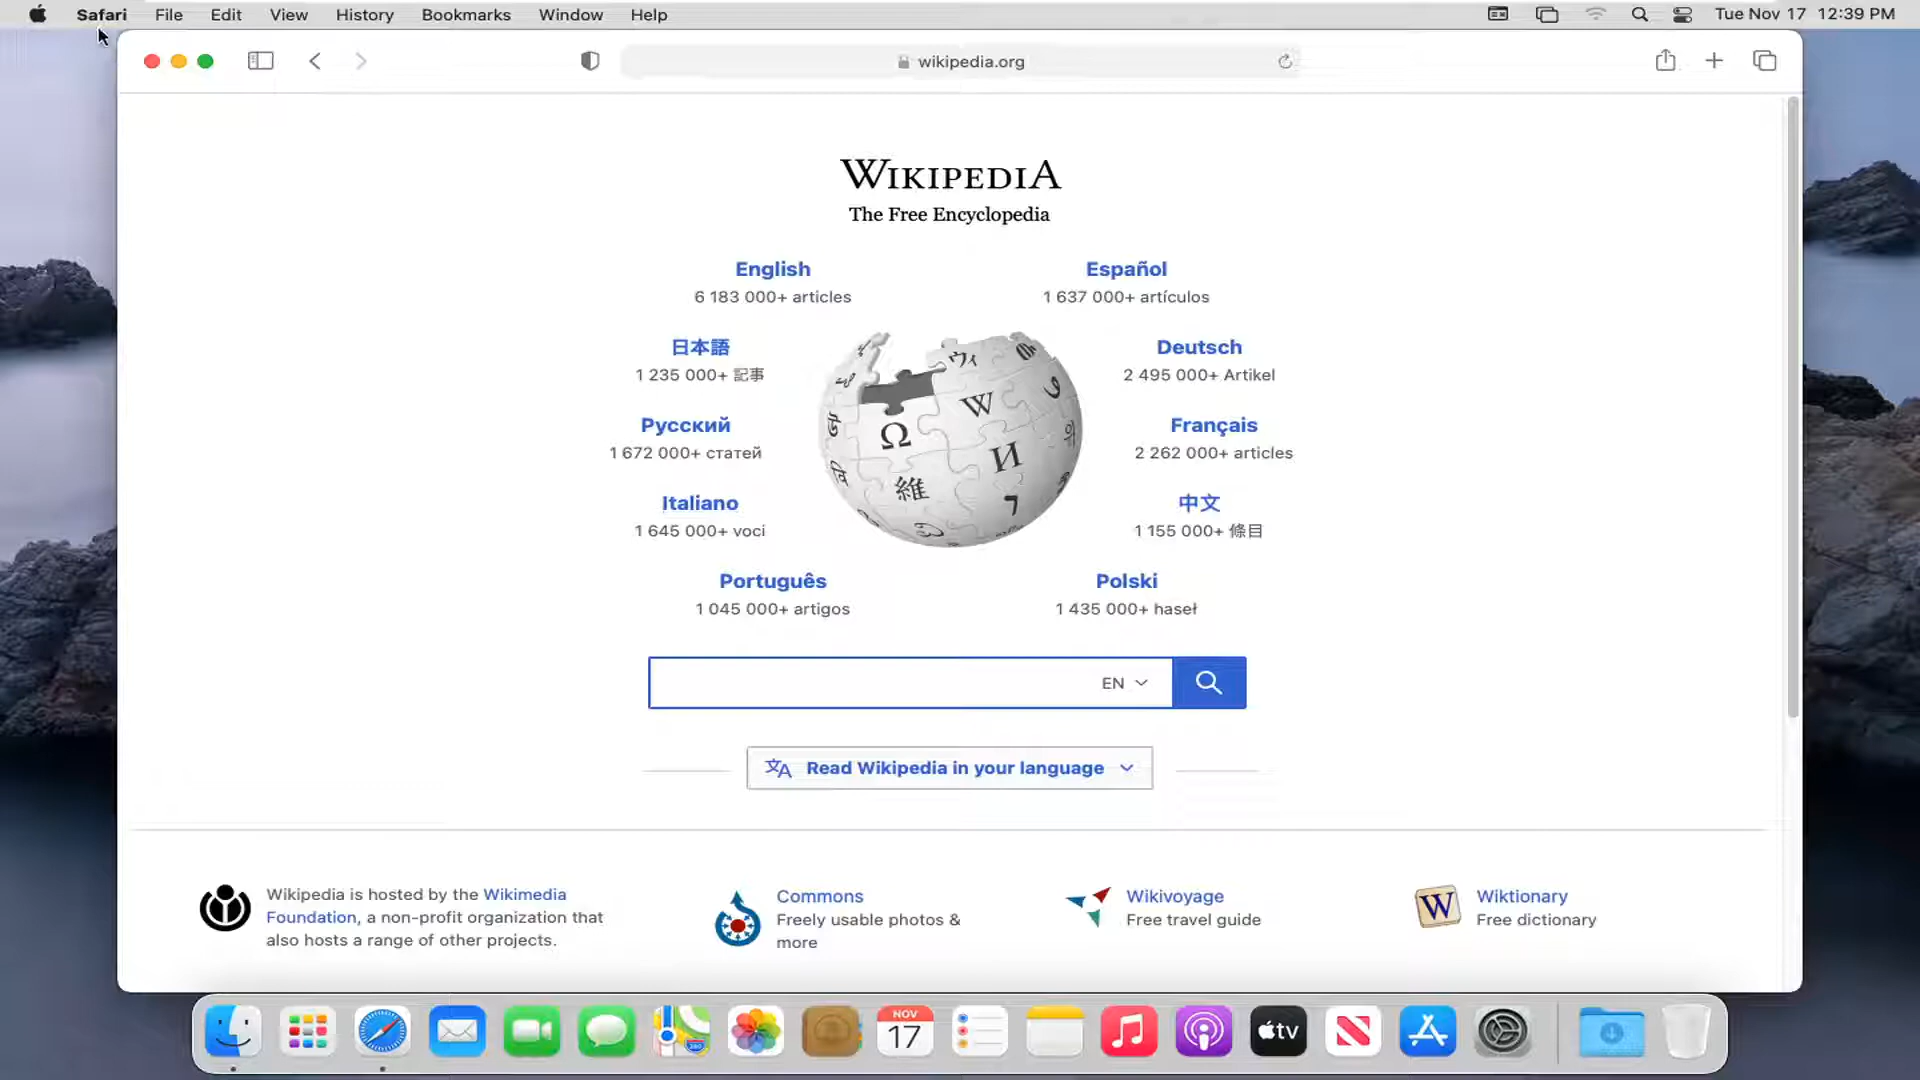 Safari File Edit View History Bookmarks Window Help Tue Nov 17 12:39 PM
wikipedia.org
WIKIPEDIA
The Free Encyclopedia
English Español
6 183 000+ articles 1 637 000+ artículos
日本語 Deutsch
1 235 000+ 記事 2 495 000+ Artikel
Русский Français
1 672 000+ статей 2 262 000+ articles
Italiano 中文
1 645 000+ voci 1 155 000+ 條目
Português Polski
1 045 000+ artigos 1 435 000+ haseł
Ω W И 維 ウィ
EN
Read Wikipedia in your language
Wikipedia is hosted by the Wikimedia
Foundation, a non-profit organization that
also hosts a range of other projects.
Commons
Freely usable photos &
more
Wikivoyage
Free travel guide
W
Wiktionary
Free dictionary
NOV
17
tv